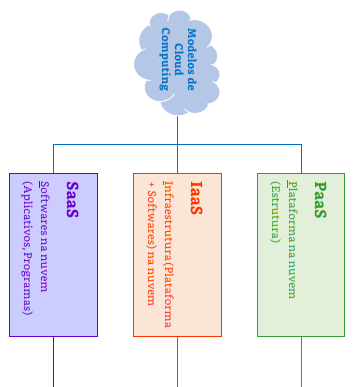 Modelos de
Cloud
Computing
PaaS
Plataforma na nuvem
(Estrutura)
IaaS
Infraestrutura (Plataforma
+ Softwares) na nuvem
SaaS
Softwares na nuvem
(Aplicativos, Programas)